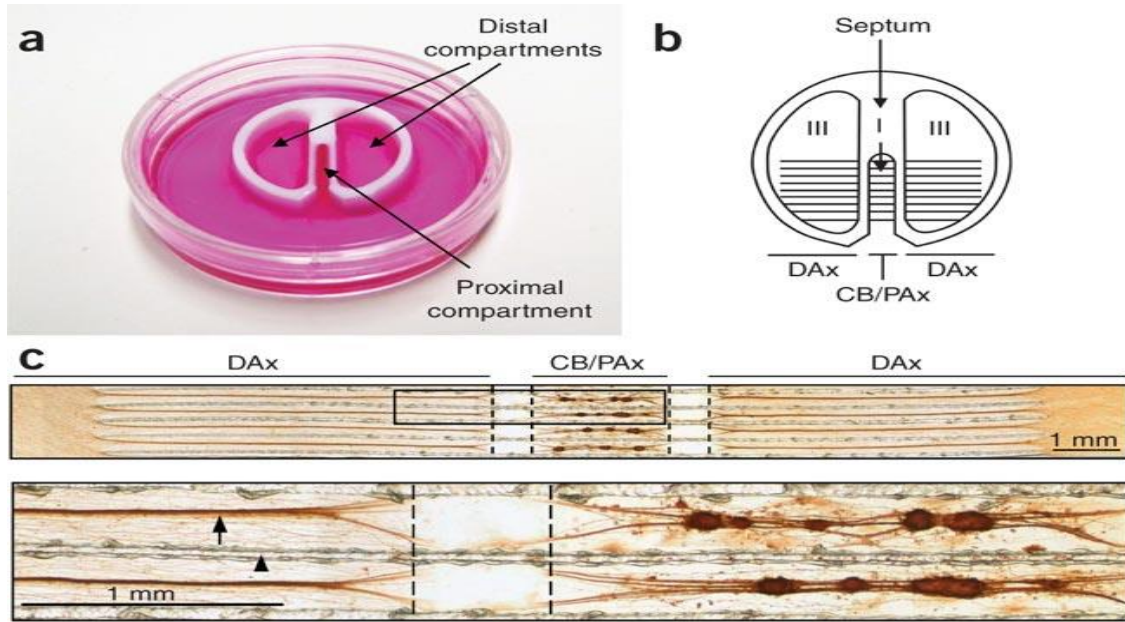 a
Distal
compartments
Proximal
compartment
b
Septum
III
III
DAx
DAx
CB/PAx
c
DAx
CB/PAx
DAx
1 mm
1 mm